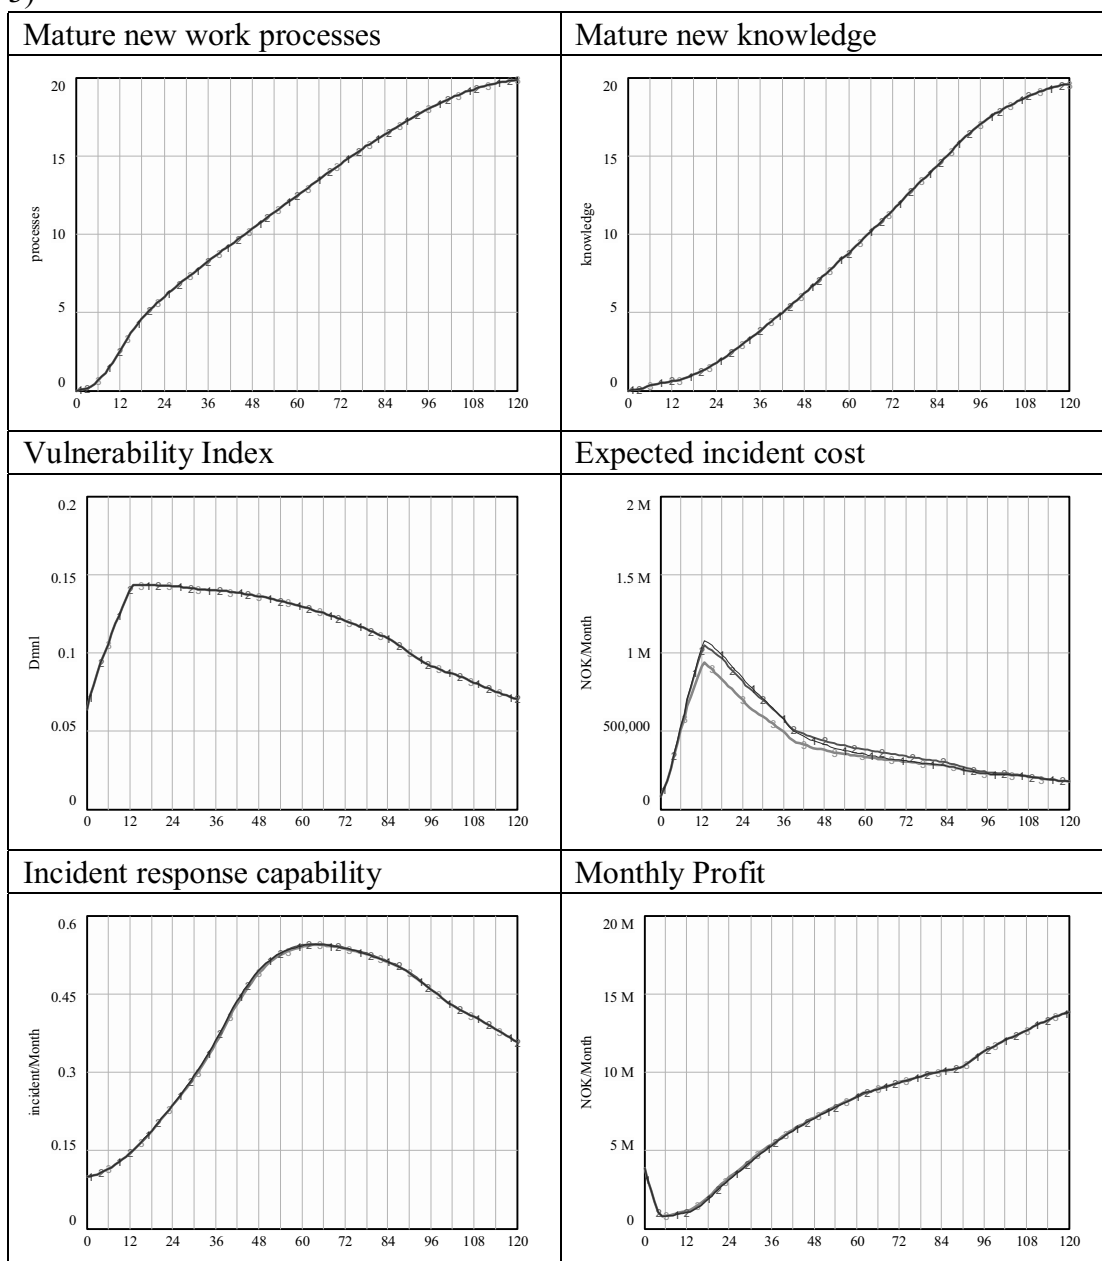 Mature new work processes
Mature new knowledge
20
15
10
5
0
processes
0 12 24 36 48 60 72 84 96 108 120
20
15
10
5
0
knowledge
0 12 24 36 48 60 72 84 96 108 120
Vulnerability Index
Expected incident cost
0.2
0.15
0.1
0.05
0
Dmnl
0 12 24 36 48 60 72 84 96 108 120
2 M
1.5 M
1 M
500,000
0
NOK/Month
0 12 24 36 48 60 72 84 96 108 120
Incident response capability
Monthly Profit
0.6
0.45
0.3
0.15
0
incident/Month
0 12 24 36 48 60 72 84 96 108 120
20 M
15 M
10 M
5 M
0
NOK/Month
0 12 24 36 48 60 72 84 96 108 120